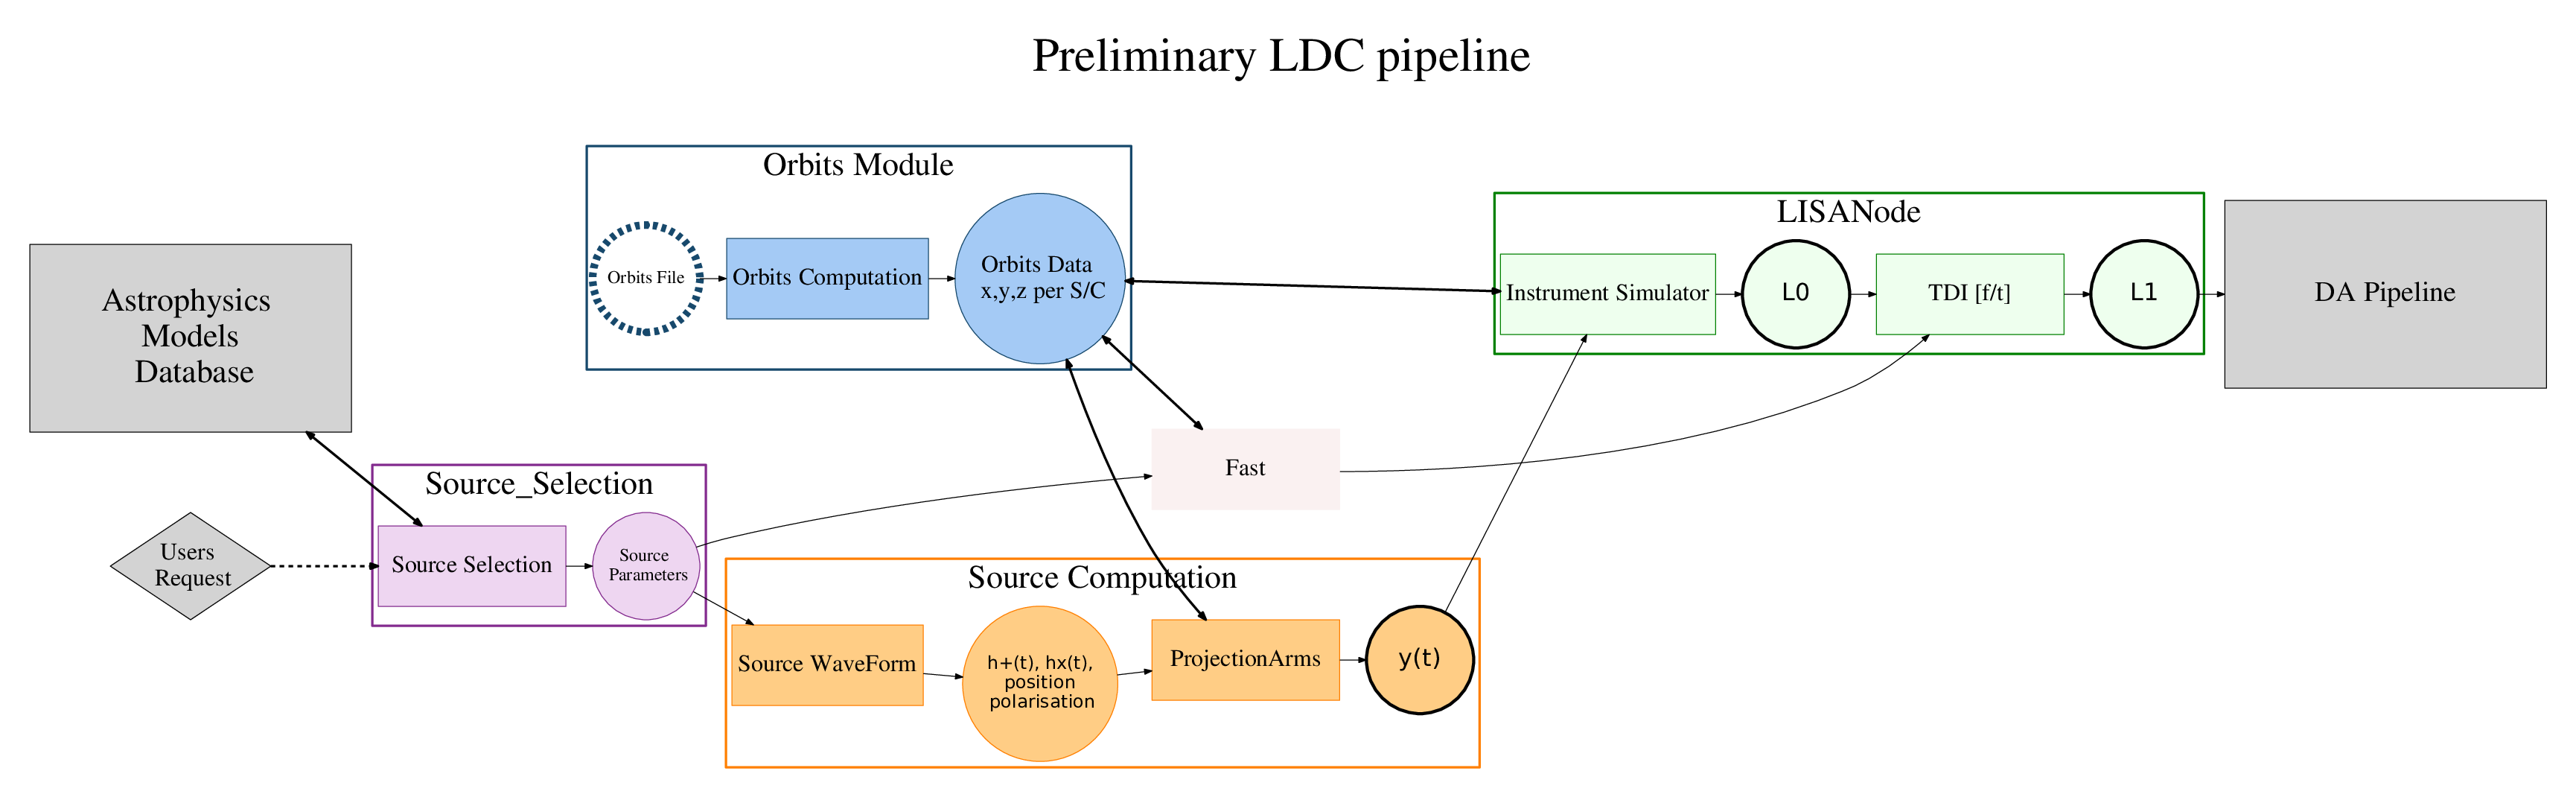 Preliminary LDC pipeline
Orbits Module
Orbits File
Orbits Computation
Orbits Data
x,y,z per S/C
LISANode
Instrument Simulator
L0
TDI [f/t]
L1
DA Pipeline
Astrophysics
Models
Database
Fast
Source_Selection
Users
Request
Source Selection
Source
Parameters
Source Computation
Source WaveForm
h+(t), hx(t),
position
polarisation
ProjectionArms
y(t)